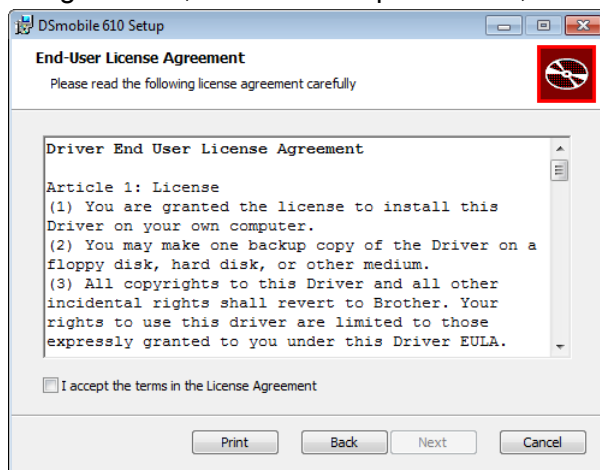 DSmobile 610 Setup
End-User License Agreement
Please read the following license agreement carefully
Driver End User License Agreement
Article 1: License
(1) You are granted the license to install this
Driver on your own computer.
(2) You may make one backup copy of the Driver on a
floppy disk, hard disk, or other medium.
(3) All copyrights to this Driver and all other
incidental rights shall revert to Brother. Your
rights to use this driver are limited to those
expressly granted to you under this Driver EULA.
I accept the terms in the License Agreement
Print Back Next Cancel